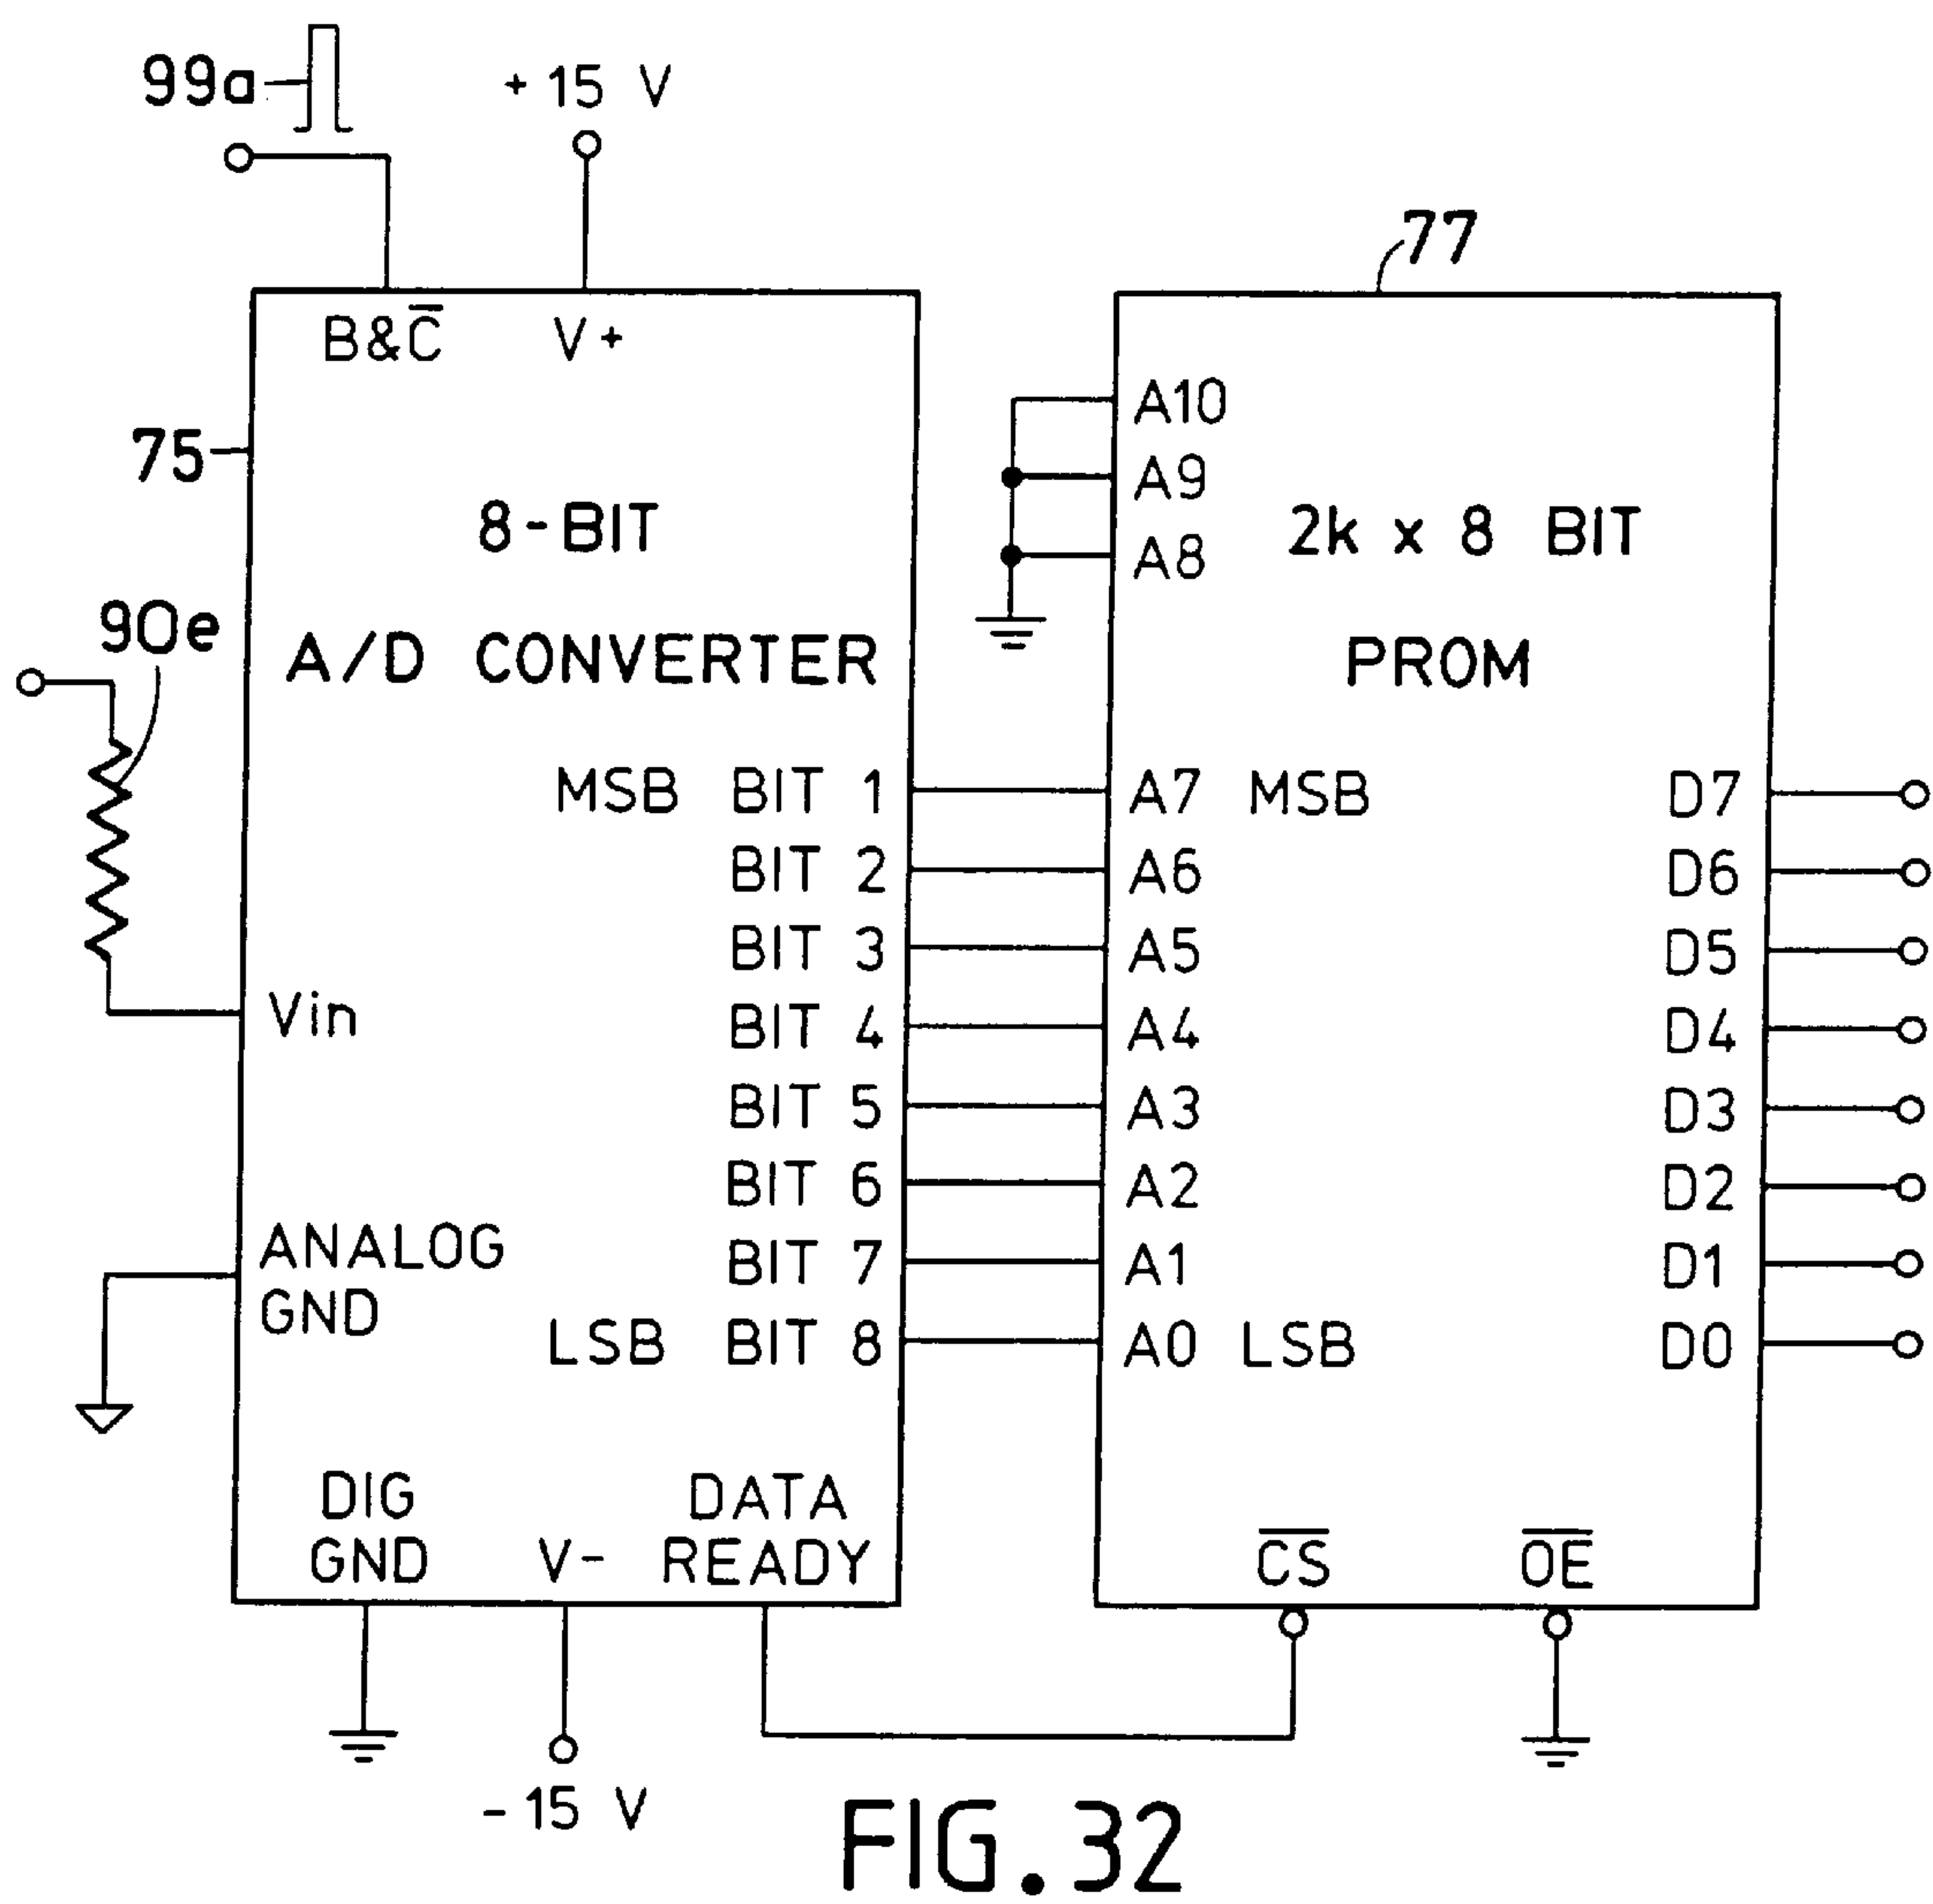 99a
+15 V
77
B&C̅
V+
75
8-BIT
A/D CONVERTER
90e
Vin
ANALOG
GND
MSB BIT 1
BIT 2
BIT 3
BIT 4
BIT 5
BIT 6
BIT 7
LSB BIT 8
DIG
GND
V-
DATA
READY
-15 V
A10
A9
A8
2k x 8 BIT
PROM
A7 MSB
A6
A5
A4
A3
A2
A1
A0 LSB
D7
D6
D5
D4
D3
D2
D1
D0
C̅S̅
O̅E̅
FIG.32